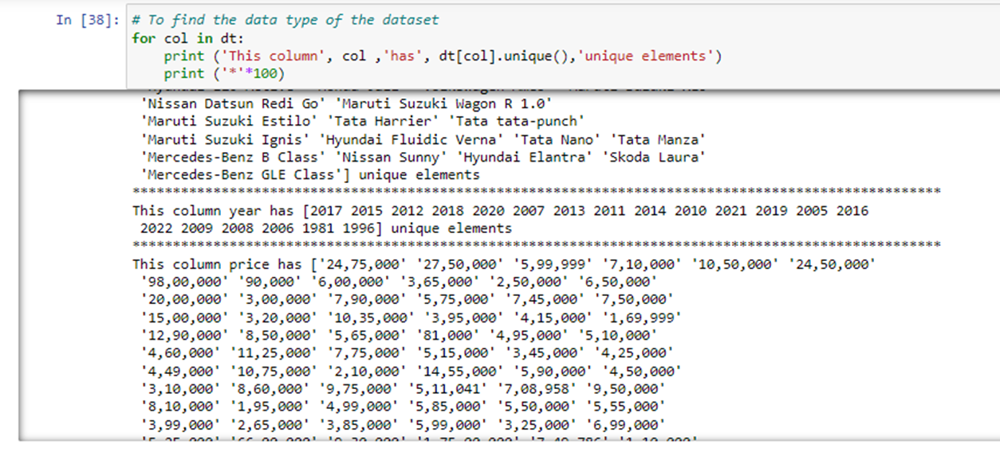 In [38]: # To find the data type of the dataset
for col in dt:
print ('This column', col ,'has', dt[col].unique(),'unique elements')
print ('*'*100)
'Nissan Datsun Redi Go' 'Maruti Suzuki Wagon R 1.0'
'Maruti Suzuki Estilo' 'Tata Harrier' 'Tata tata-punch'
'Maruti Suzuki Ignis' 'Hyundai Fluidic Verna' 'Tata Nano' 'Tata Manza'
'Mercedes-Benz B Class' 'Nissan Sunny' 'Hyundai Elantra' 'Skoda Laura'
'Mercedes-Benz GLE Class'] unique elements
****************************************************************************************************
This column year has [2017 2015 2012 2018 2020 2007 2013 2011 2014 2010 2021 2019 2005 2016
2022 2009 2008 2006 1981 1996] unique elements
****************************************************************************************************
This column price has ['24,75,000' '27,50,000' '5,99,999' '7,10,000' '10,50,000' '24,50,000'
'98,00,000' '90,000' '6,00,000' '3,65,000' '2,50,000' '6,50,000'
'20,00,000' '3,00,000' '7,90,000' '5,75,000' '7,45,000' '7,50,000'
'15,00,000' '3,20,000' '10,35,000' '3,95,000' '4,15,000' '1,69,999'
'12,90,000' '8,50,000' '5,65,000' '81,000' '4,95,000' '5,10,000'
'4,60,000' '11,25,000' '7,75,000' '5,15,000' '3,45,000' '4,25,000'
'4,49,000' '10,75,000' '2,10,000' '14,55,000' '5,90,000' '4,50,000'
'3,10,000' '8,60,000' '9,75,000' '5,11,041' '7,08,958' '9,50,000'
'8,10,000' '1,95,000' '4,99,000' '5,85,000' '5,50,000' '5,55,000'
'3,99,000' '2,65,000' '3,85,000' '5,99,000' '3,25,000' '6,99,000'